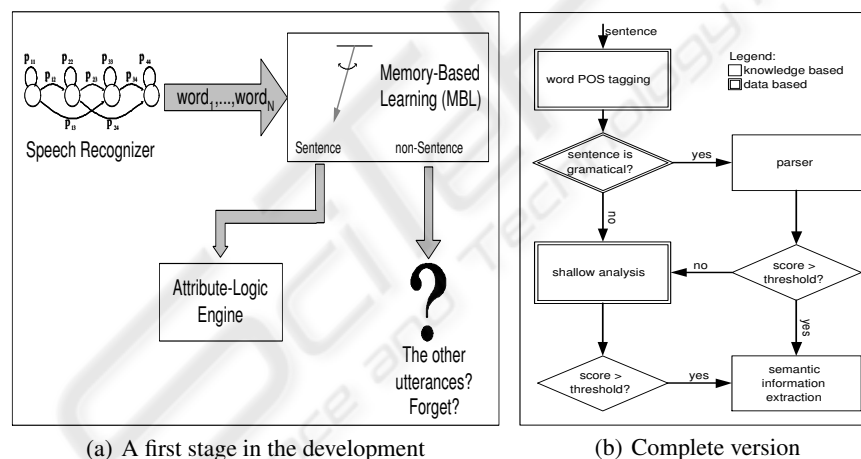 P11 P22 P33 P44
P12 P23 P34
P13 P24
Speech Recognizer
word1,...,wordN
Memory-Based
Learning (MBL)
Sentence non-Sentence
Attribute-Logic
Engine
?
The other
utterances?
Forget?
(a) A first stage in the development
sentence
Legend:
knowledge based
data based
word POS tagging
sentence is
gramatical?
yes
parser
no
shallow analysis
no
score >
threshold?
yes
score >
threshold?
yes
semantic
information
extraction
(b) Complete version